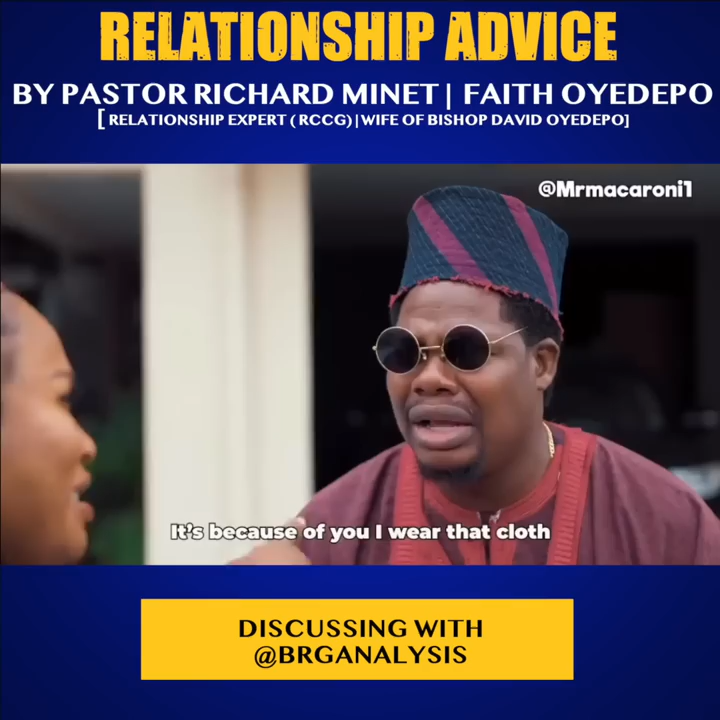 RELATIONSHIP ADVICE
BY PASTOR RICHARD MINET | FAITH OYEDEPO
[ RELATIONSHIP EXPERT ( RCCG) | WIFE OF BISHOP DAVID OYEDEPO]
@Mrmacaroni1
It's because of you I wear that cloth
DISCUSSING WITH
@BRGANALYSIS